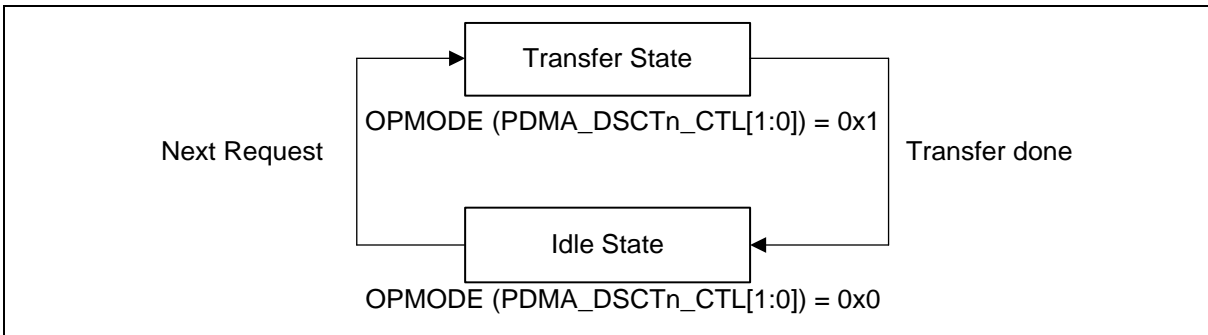 Transfer State
OPMODE (PDMA_DSCTn_CTL[1:0]) = 0x1
Next Request
Transfer done
Idle State
OPMODE (PDMA_DSCTn_CTL[1:0]) = 0x0